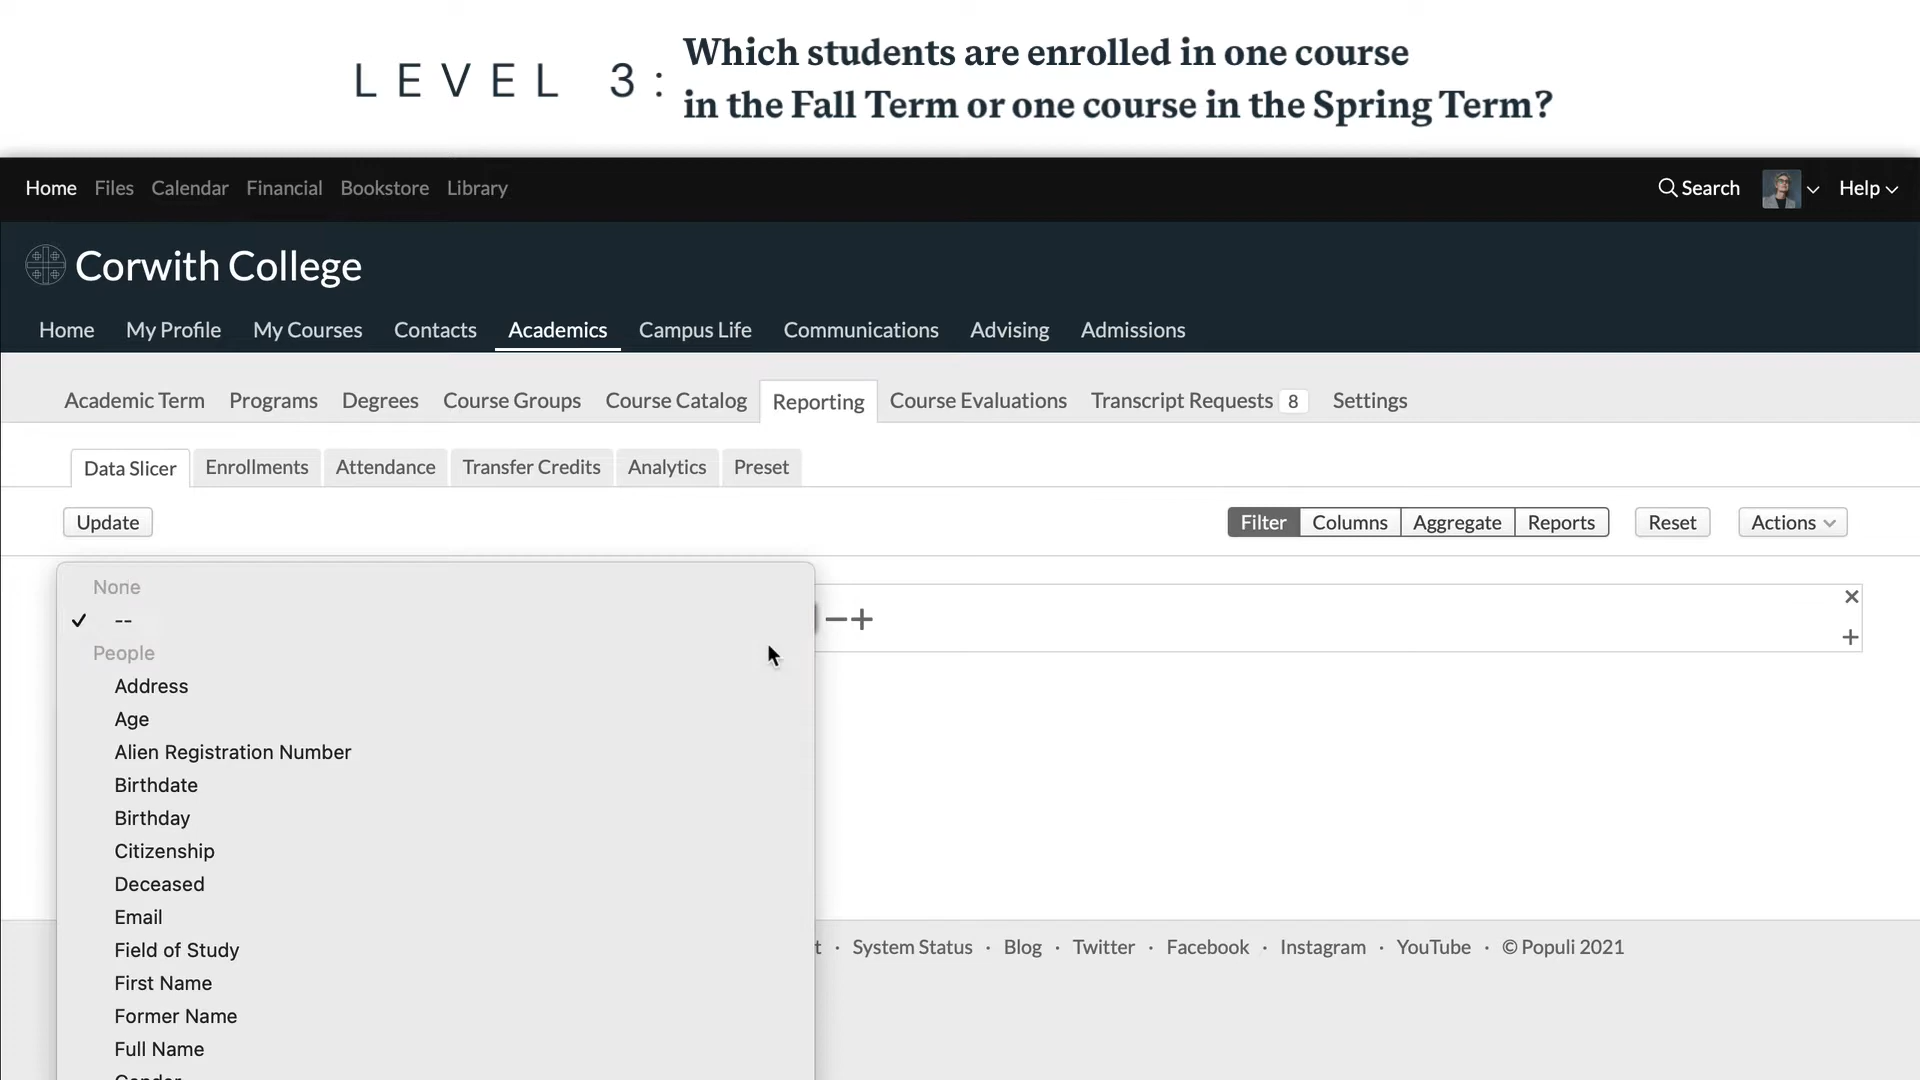 LEVEL 3:
Which students are enrolled in one course
in the Fall Term or one course in the Spring Term?
Home Files Calendar Financial Bookstore Library Search Help
Corwith College
Home My Profile My Courses Contacts Academics Campus Life Communications Advising Admissions
Academic Term Programs Degrees Course Groups Course Catalog Reporting Course Evaluations Transcript Requests 8 Settings
Data Slicer Enrollments Attendance Transfer Credits Analytics Preset
Update Filter Columns Aggregate Reports Reset Actions
None
--
People
Address
Age
Alien Registration Number
Birthdate
Birthday
Citizenship
Deceased
Email
Field of Study
First Name
Former Name
Full Name
t · System Status · Blog · Twitter · Facebook · Instagram · YouTube · © Populi 2021